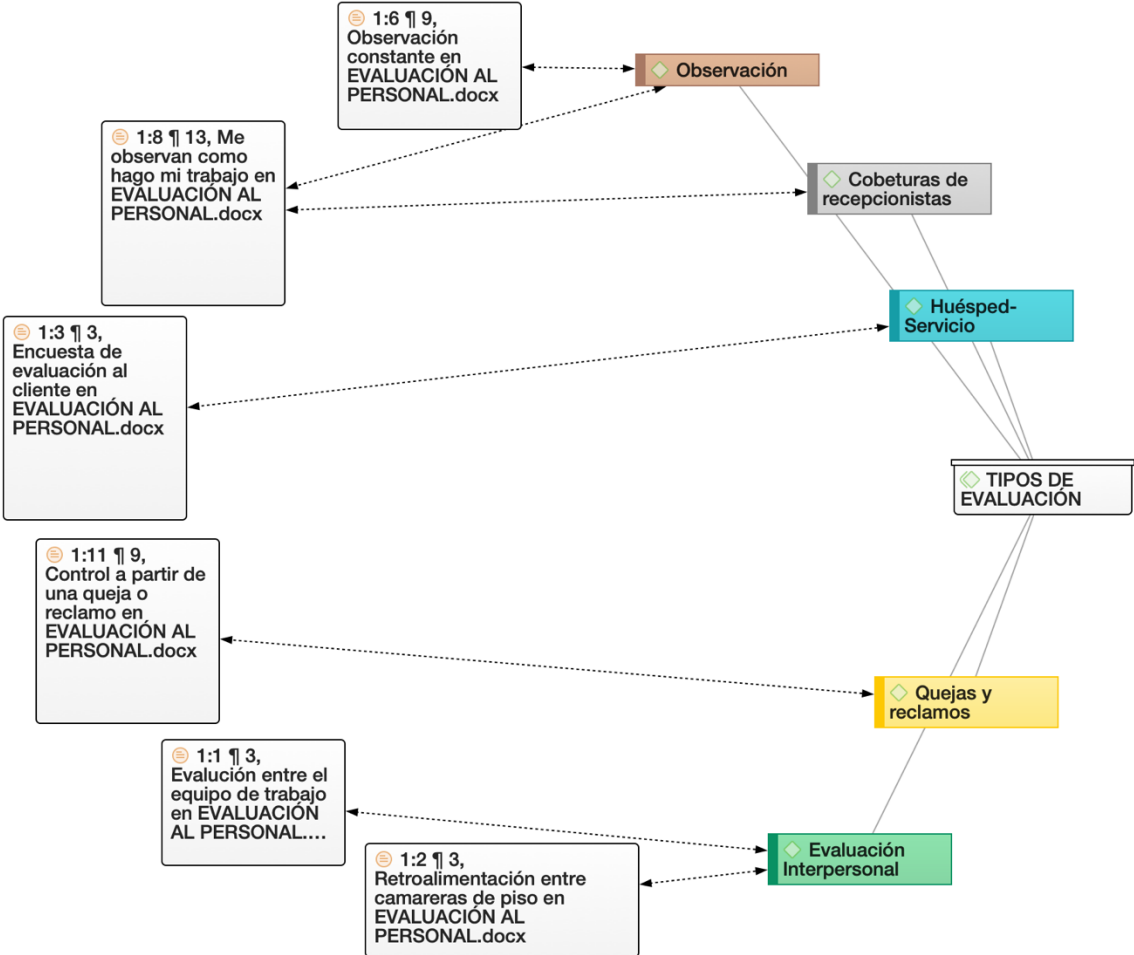 1:6 ¶ 9,
Observación
constante en
EVALUACIÓN AL
PERSONAL.docx
Observación
1:8 ¶ 13, Me
observan como
hago mi trabajo en
EVALUACIÓN AL
PERSONAL.docx
Cobeturas de
recepcionistas
Huésped-
Servicio
1:3 ¶ 3,
Encuesta de
evaluación al
cliente en
EVALUACIÓN AL
PERSONAL.docx
TIPOS DE
EVALUACIÓN
1:11 ¶ 9,
Control a partir de
una queja o
reclamo en
EVALUACIÓN AL
PERSONAL.docx
Quejas y
reclamos
1:1 ¶ 3,
Evalución entre el
equipo de trabajo
en EVALUACIÓN
AL PERSONAL....
Evaluación
Interpersonal
1:2 ¶ 3,
Retroalimentación entre
camareras de piso en
EVALUACIÓN AL
PERSONAL.docx